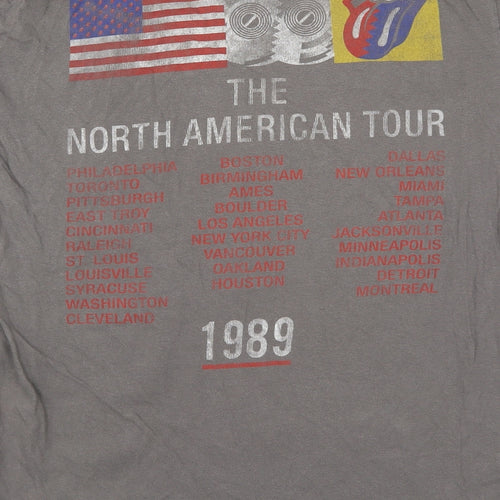 THE
NORTH AMERICAN TOUR
PHILADELPHIA
TORONTO
PITTSBURGH
EAST TROY
CINCINNATI
RALEIGH
ST. LOUIS
LOUISVILLE
SYRACUSE
WASHINGTON
CLEVELAND
BOSTON
BIRMINGHAM
AMES
BOULDER
LOS ANGELES
NEW YORK CITY
VANCOUVER
OAKLAND
HOUSTON
DALLAS
NEW ORLEANS
MIAMI
TAMPA
ATLANTA
JACKSONVILLE
MINNEAPOLIS
INDIANAPOLIS
DETROIT
MONTREAL
1989